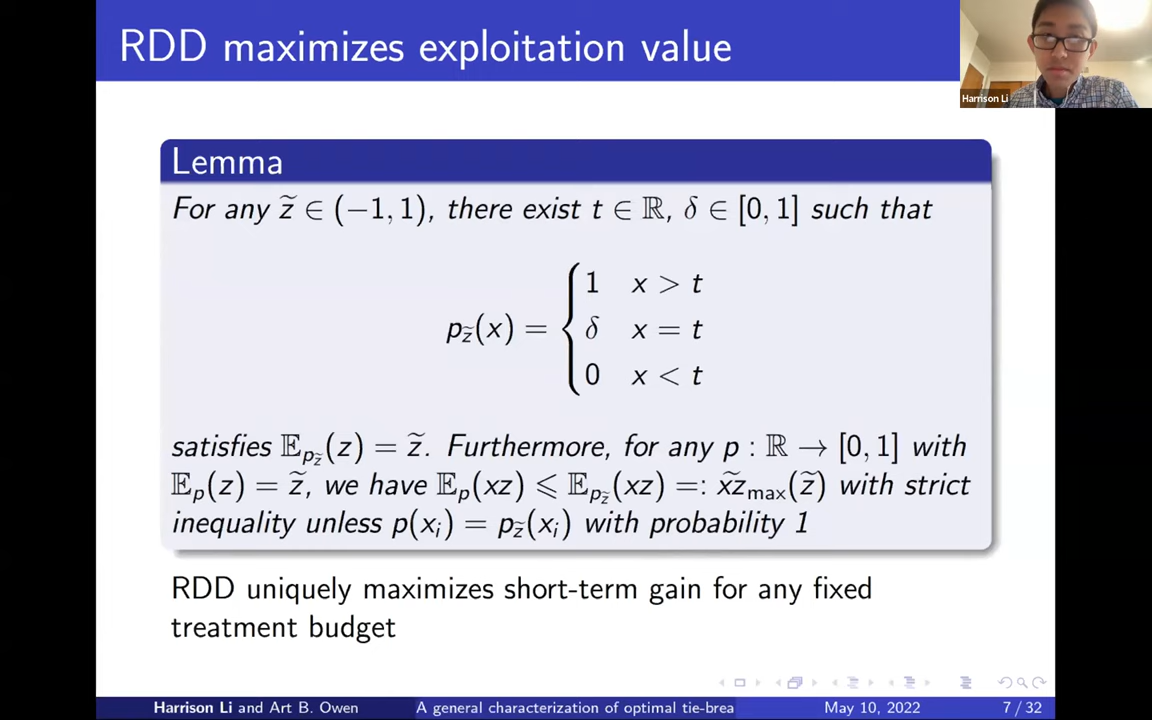 RDD maximizes exploitation value
Harrison Li
Lemma
For any z̃ ∈ (−1, 1), there exist t ∈ ℝ, δ ∈ [0, 1] such that
p_z̃(x) = { 1 x > t
δ x = t
0 x < t
satisfies 𝔼_{p_z̃}(z) = z̃. Furthermore, for any p : ℝ → [0, 1] with
𝔼_p(z) = z̃, we have 𝔼_p(xz) ⩽ 𝔼_{p_z̃}(xz) =: x̃z_max(z̃) with strict
inequality unless p(x_i) = p_z̃(x_i) with probability 1
RDD uniquely maximizes short-term gain for any fixed
treatment budget
Harrison Li and Art B. Owen A general characterization of optimal tie-brea May 10, 2022 7 / 32